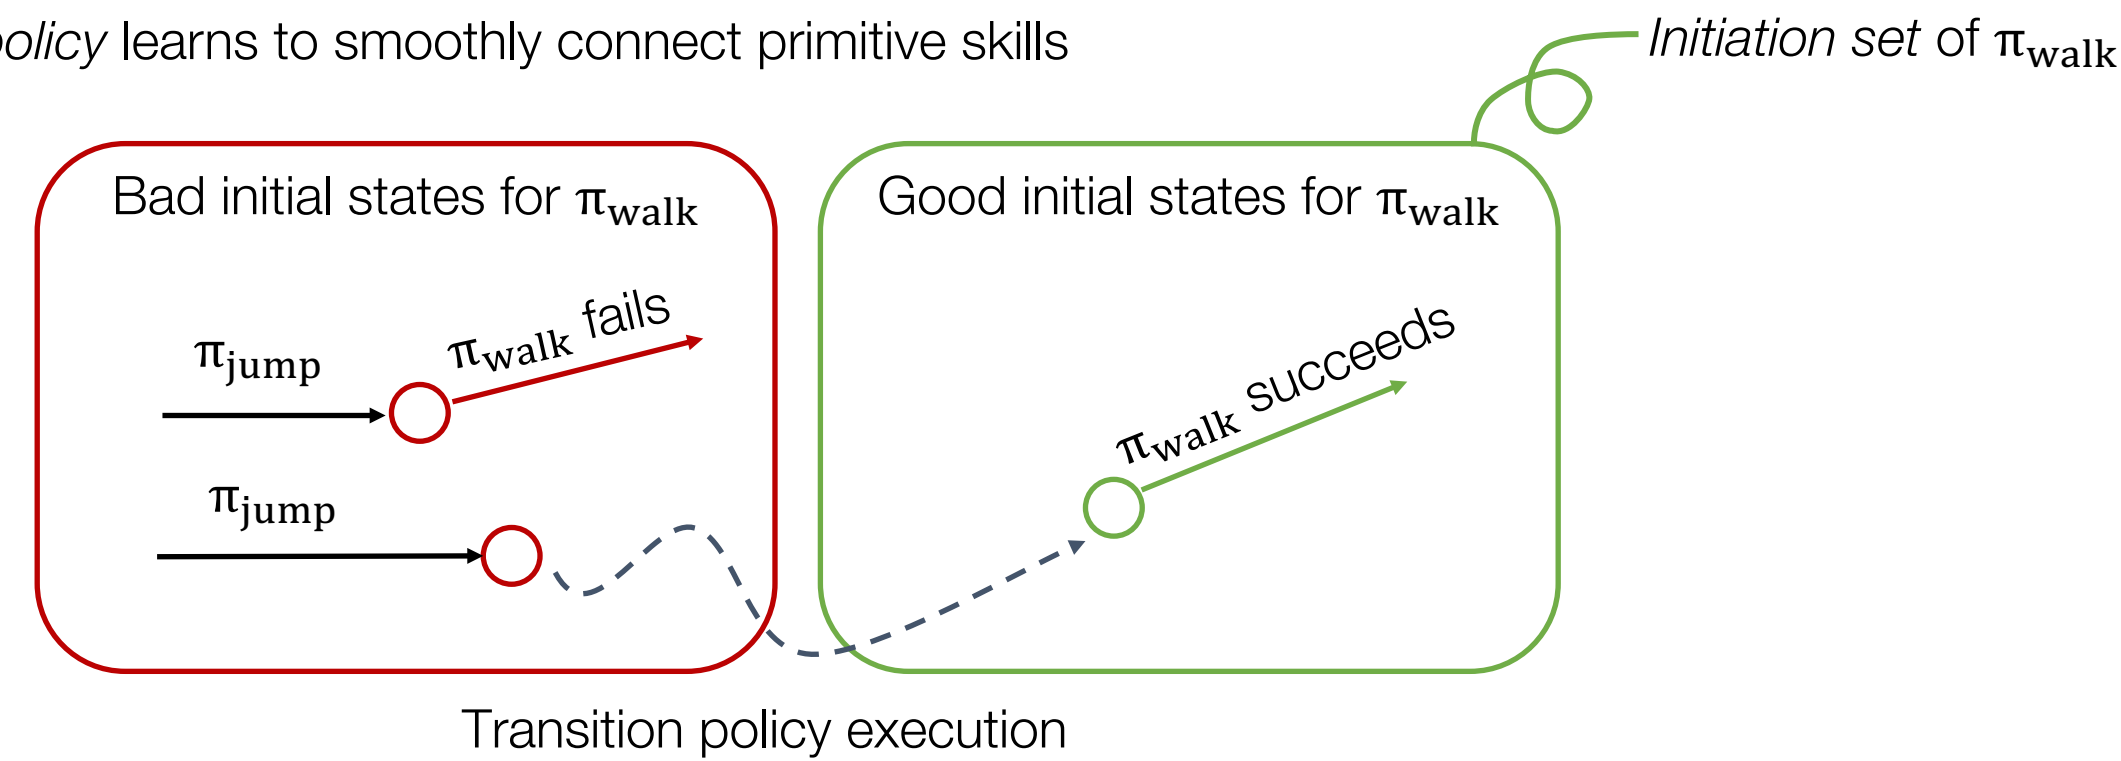 policy learns to smoothly connect primitive skills
Initiation set of πwalk
Bad initial states for πwalk
Good initial states for πwalk
πjump
πwalk fails
πwalk succeeds
πjump
Transition policy execution